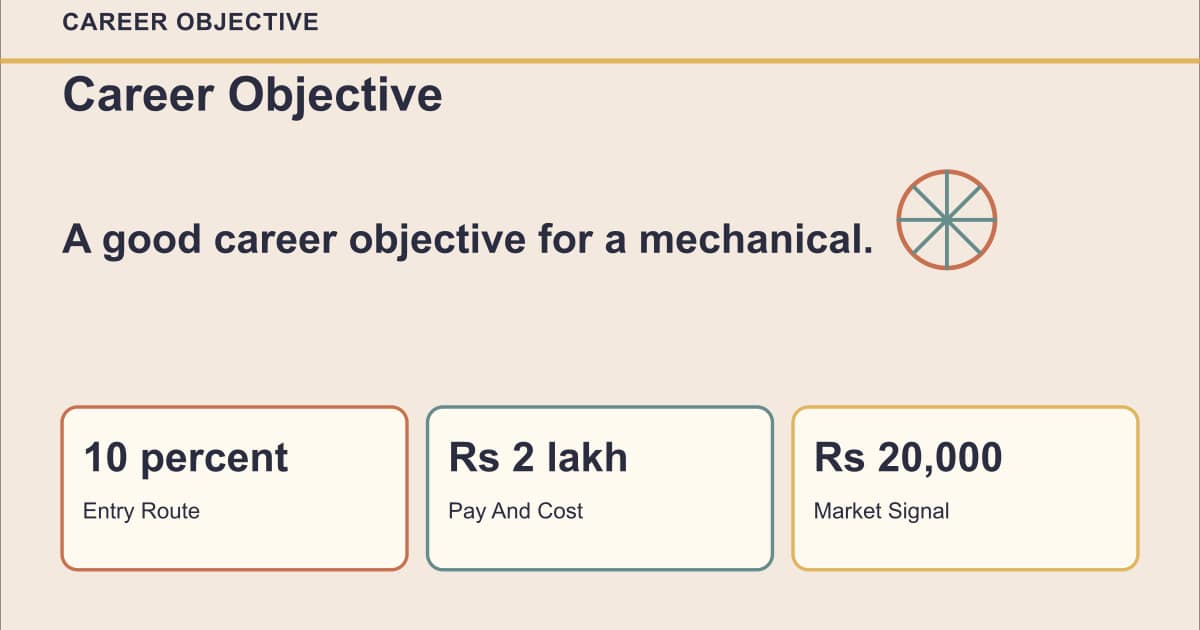 CAREER OBJECTIVE
Career Objective
A good career objective for a mechanical.
10 percent
Entry Route
Rs 2 lakh
Pay And Cost
Rs 20,000
Market Signal